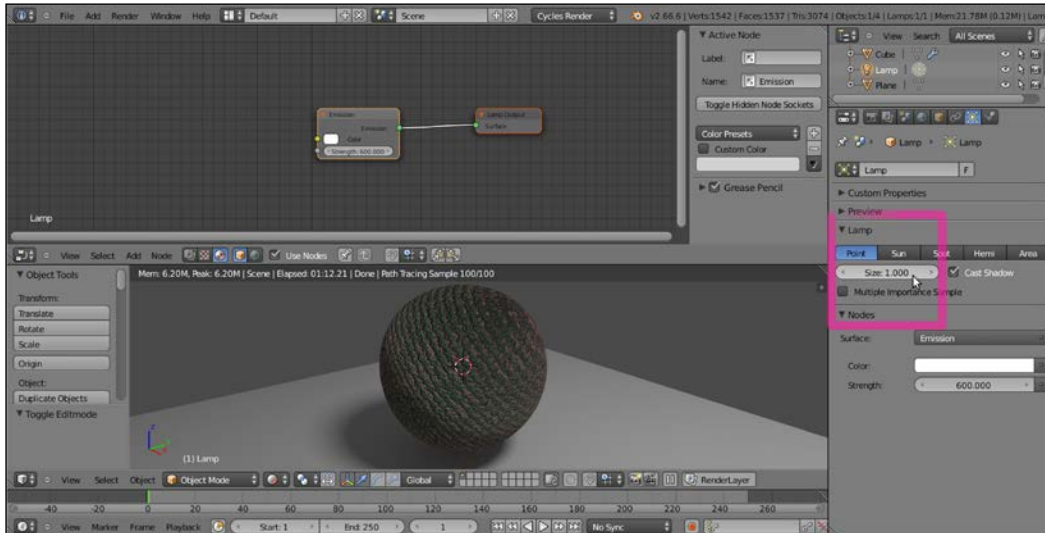 File Add Render Window Help Default Scene Cycles Render v2.66.6 | Verts:1542 | Faces:1537 | Tris:3074 | Objects:1/4 | Lamps:1/1 | Mem:21.78M (0.12M) | Lam
Active Node
Label:
Name: Emission
Toggle Hidden Node Sockets
Color Presets
Custom Color
Grease Pencil
Emission
Emission
Color
Strength: 600.000
Lamp Output
Surface
Lamp
View Select Add Node Use Nodes
View Search All Scenes
Cube
Lamp
Plane
Lamp Lamp
Lamp F
Custom Properties
Preview
Lamp
Point Sun Spot Hemi Area
Size: 1.000 Cast Shadow
Multiple Importance Sample
Nodes
Surface: Emission
Color:
Strength: 600.000
Object Tools
Transform:
Translate
Rotate
Scale
Origin
Object:
Duplicate Objects
Toggle Editmode
Mem: 6.20M, Peak: 6.20M | Scene | Elapsed: 01:12.21 | Done | Path Tracing Sample 100/100
z
(1) Lamp
View Select Object Object Mode Global RenderLayer
-40 -20 0 20 40 60 80 100 120 140 160 180 200 220 240 260
View Marker Frame Playback Start: 1 End: 250 1 No Sync